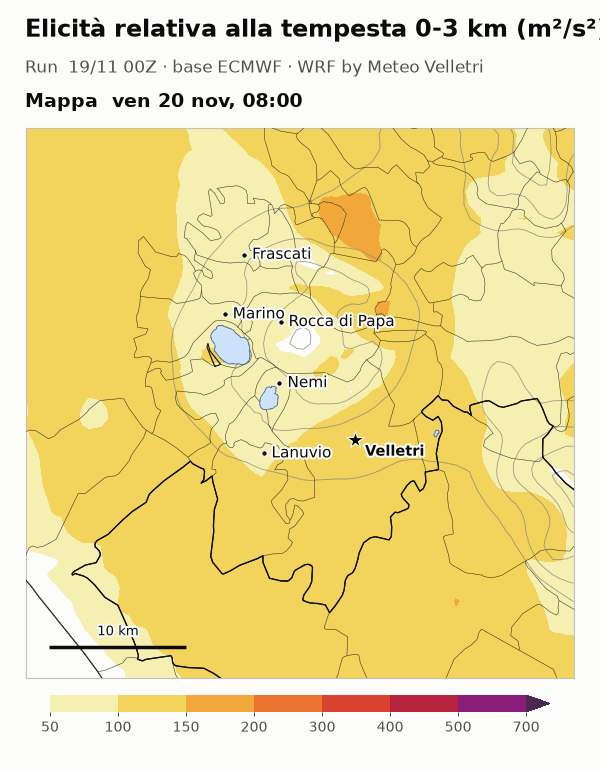 Elicità relativa alla tempesta 0-3 km (m²/s²)
Run  19/11 00Z · base ECMWF · WRF by Meteo Velletri
Mappa  ven 20 nov, 08:00
Frascati
Marino
Rocca di Papa
Nemi
Velletri
Lanuvio
10 km
50 100 150 200 300 400 500 700